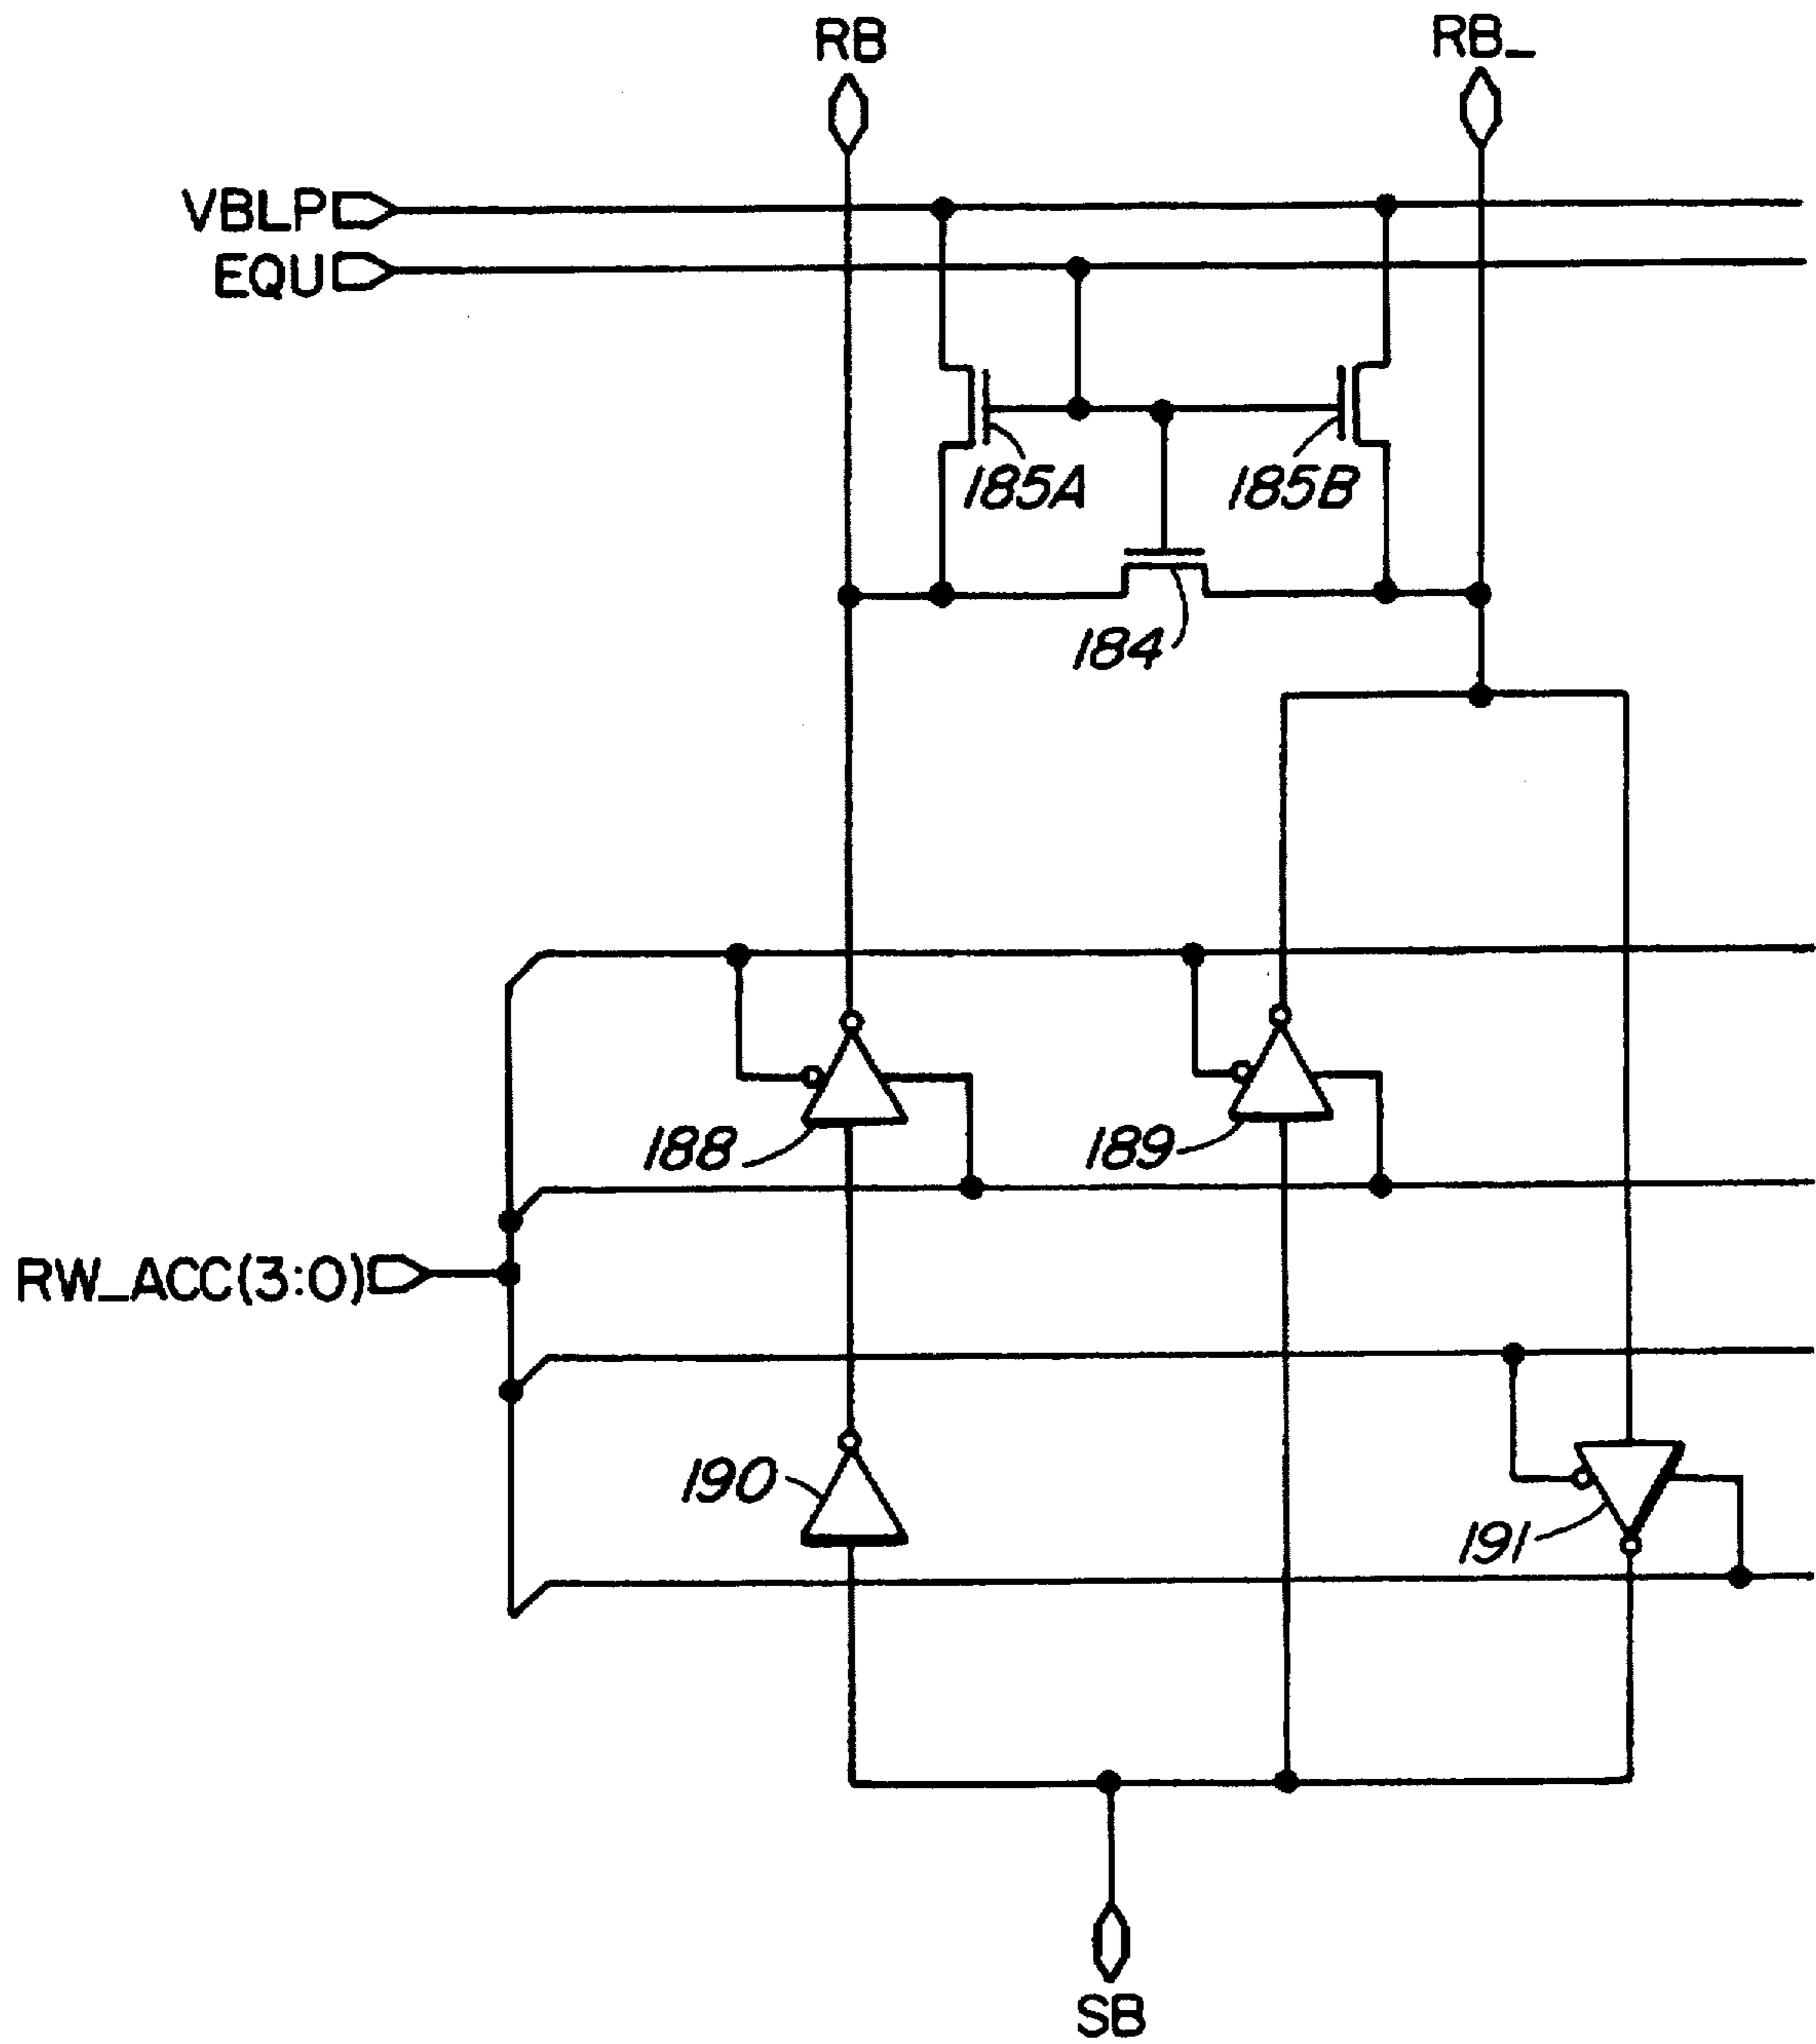 RB
RB_
VBLP
EQU
185A
185B
184
188
189
RW_ACC(3:0)
190
191
SB